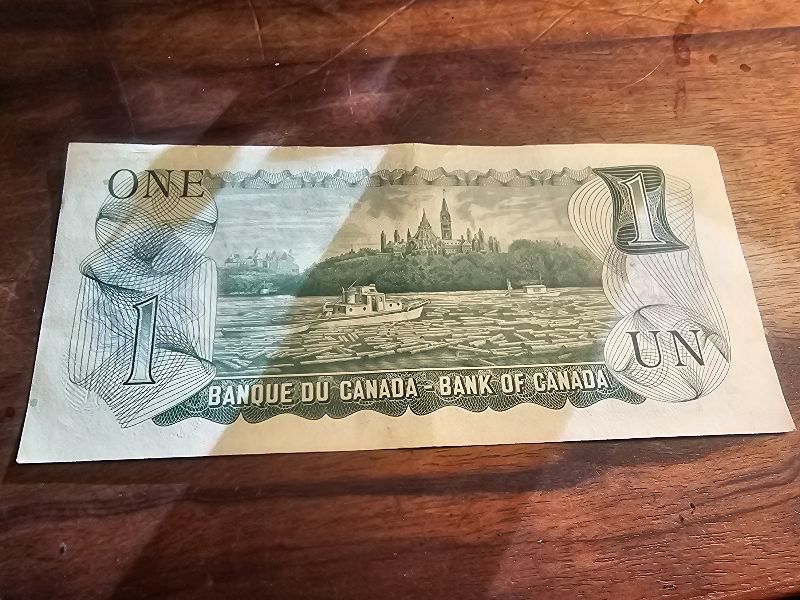 ONE
1
1
UN
BANQUE DU CANADA - BANK OF CANADA